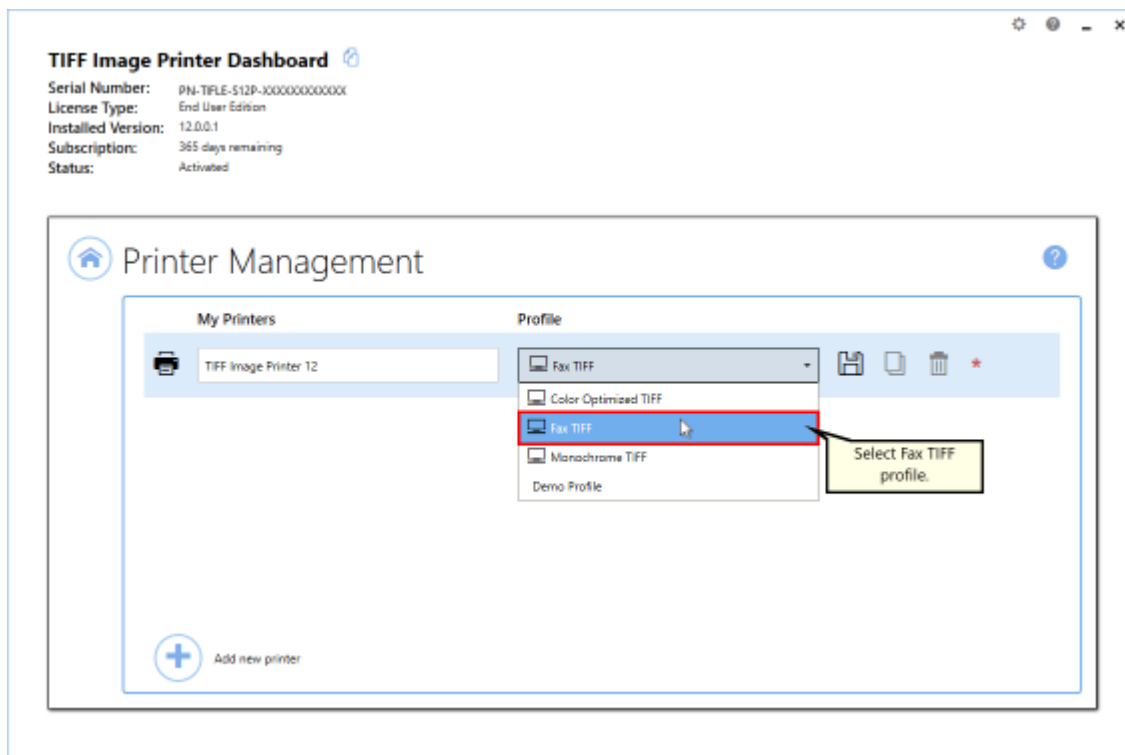 TIFF Image Printer Dashboard
Serial Number: PN-TIFLE-S12P-XXXXXXXXXXXXX
License Type: End User Edition
Installed Version: 12.0.0.1
Subscription: 365 days remaining
Status: Activated
Printer Management
My Printers Profile
TIFF Image Printer 12 Fax TIFF
Color Optimized TIFF
Fax TIFF
Monochrome TIFF
Demo Profile
Select Fax TIFF
profile.
Add new printer